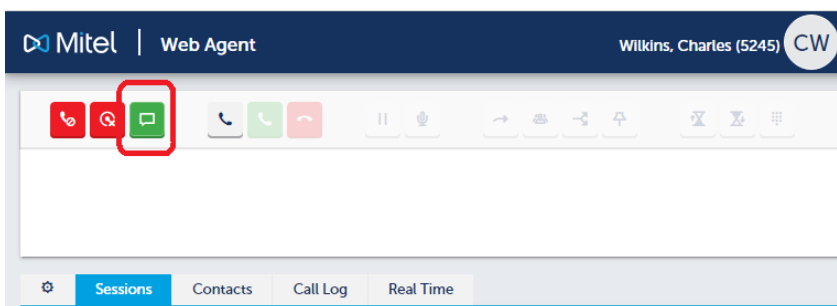 Mitel | Web Agent
Wilkins, Charles (5245) CW
Sessions Contacts Call Log Real Time